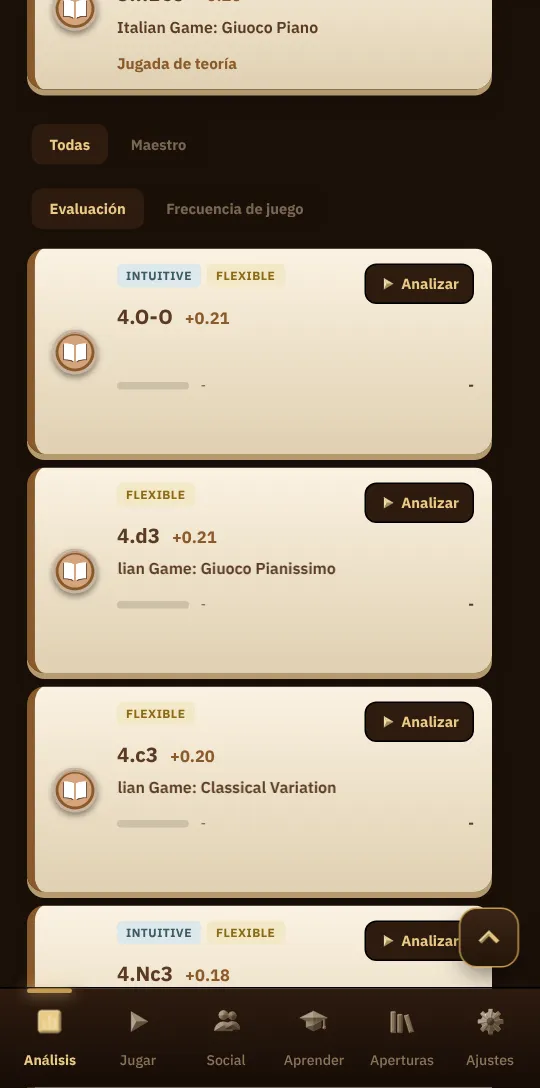 Italian Game: Giuoco Piano
Jugada de teoría
Todas Maestro
Evaluación Frecuencia de juego
INTUITIVE FLEXIBLE
Analizar
4.O-O +0.21
- -
FLEXIBLE
Analizar
4.d3 +0.21
lian Game: Giuoco Pianissimo
- -
FLEXIBLE
Analizar
4.c3 +0.20
lian Game: Classical Variation
- -
INTUITIVE FLEXIBLE
Analizar
4.Nc3 +0.18
Análisis Jugar Social Aprender Aperturas Ajustes